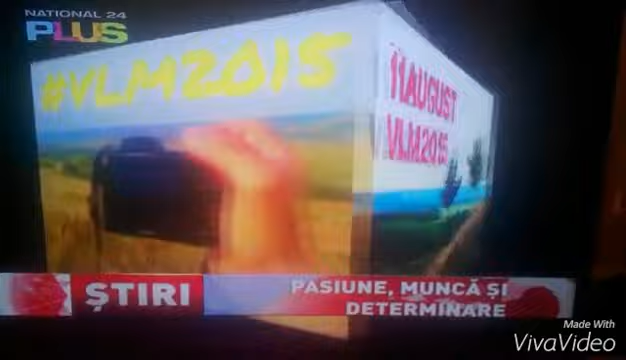 NATIONAL 24
PLUS
#VLM2015
11AUGUST
VLM2015
ȘTIRI
PASIUNE, MUNCĂ ȘI
DETERMINARE
Made With
VivaVideo